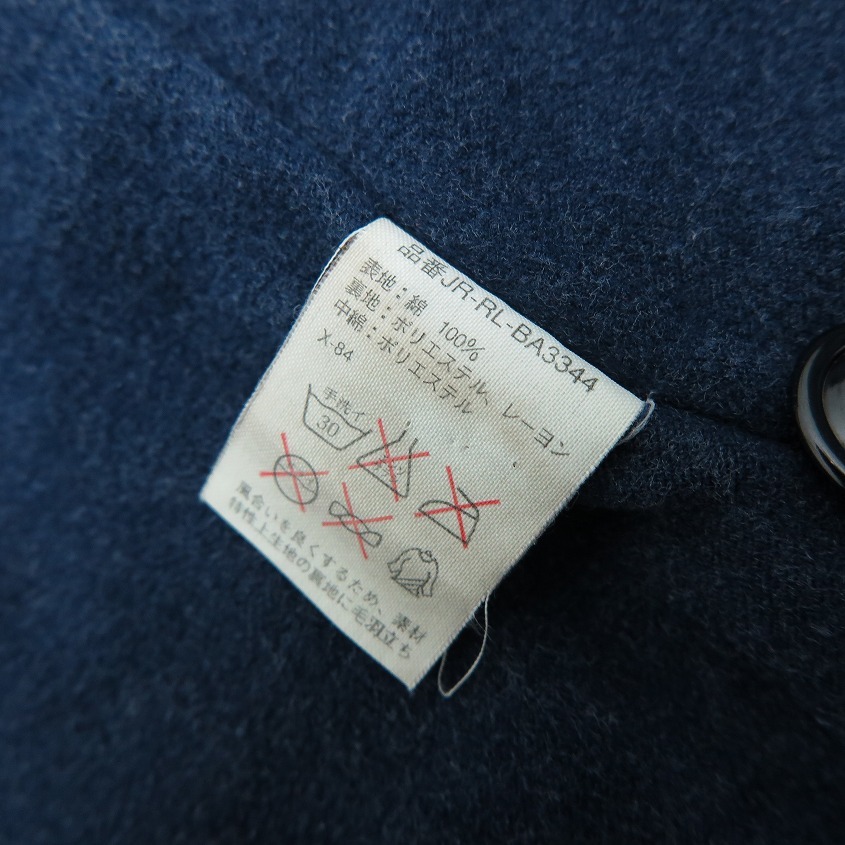 品番JR-RL-BA3344
表地：綿　100%
裏地：ポリエステル、レーヨン
中綿：ポリエステル
X-84
手洗イ
30
風合いを良くするため、素材
特性上生地の裏地に毛羽立ち